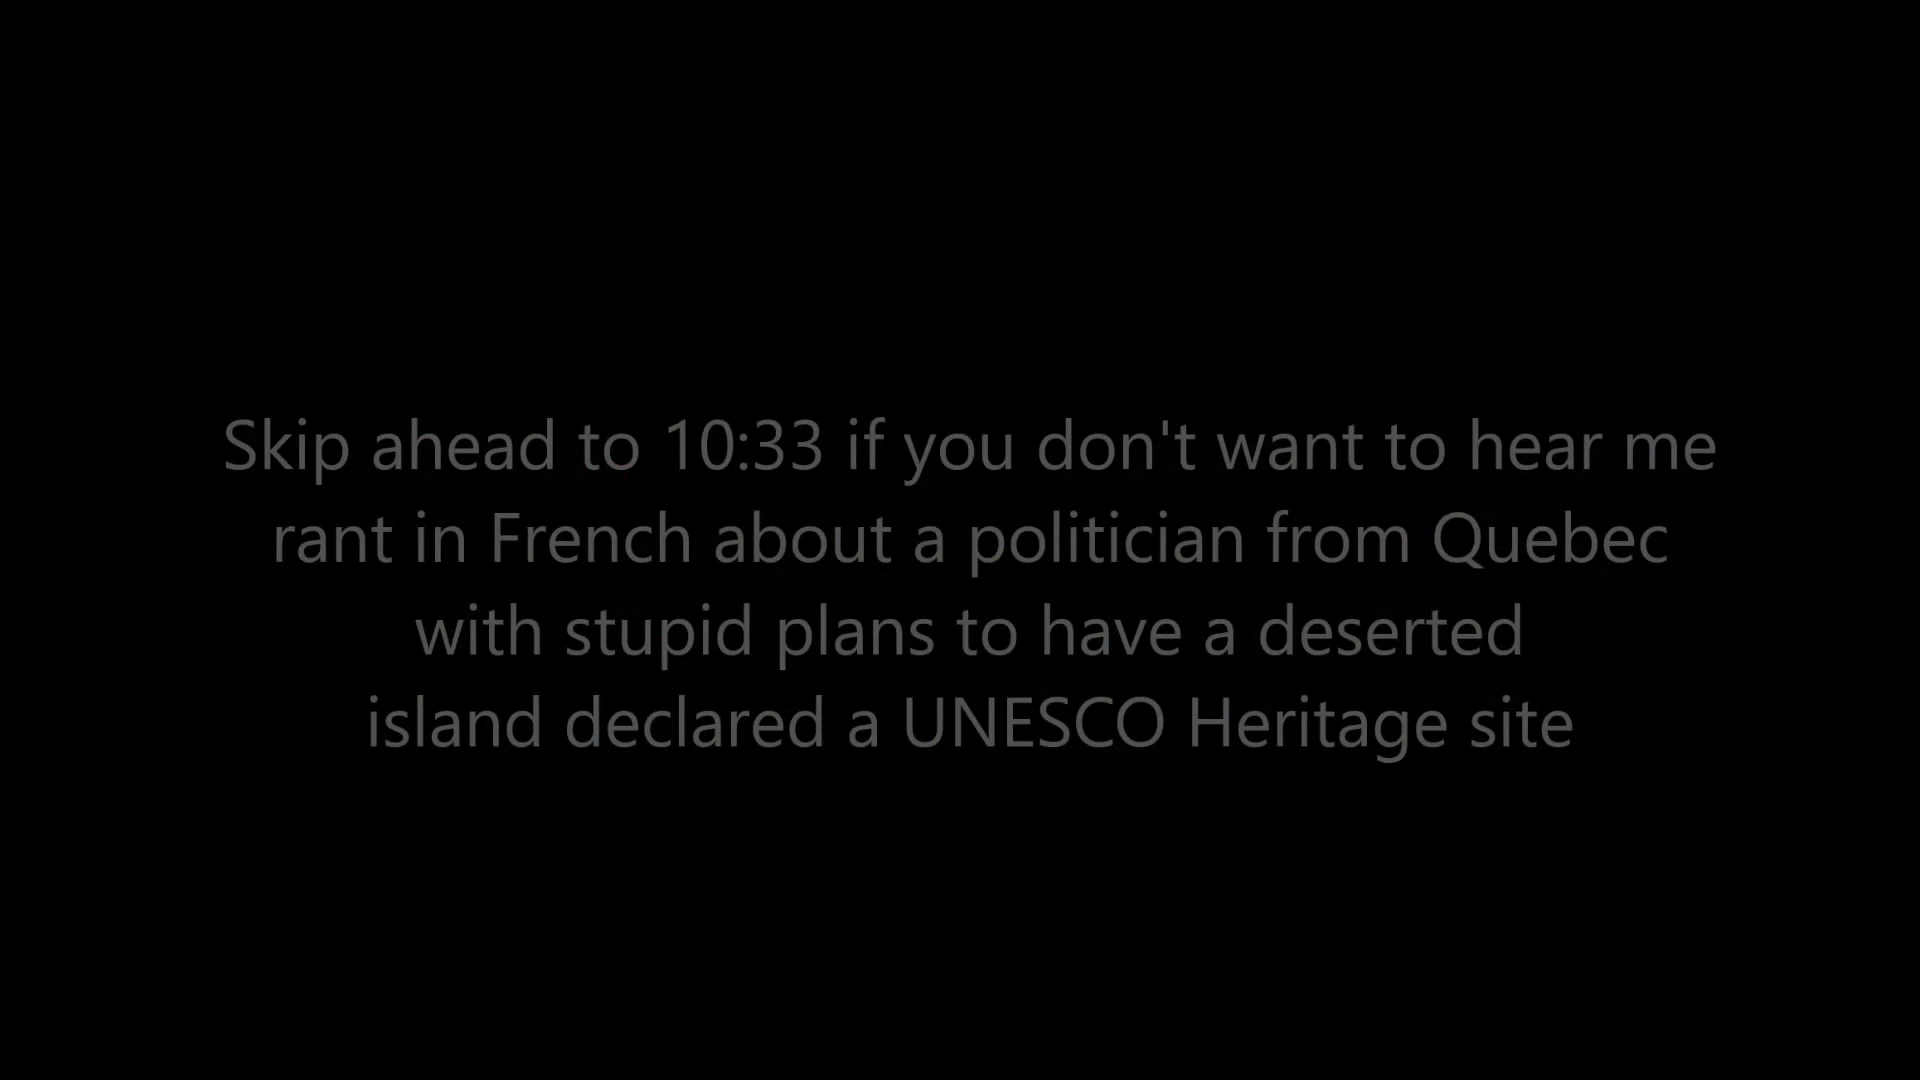 Skip ahead to 10:33 if you don't want to hear me
rant in French about a politician from Quebec
with stupid plans to have a deserted
island declared a UNESCO Heritage site